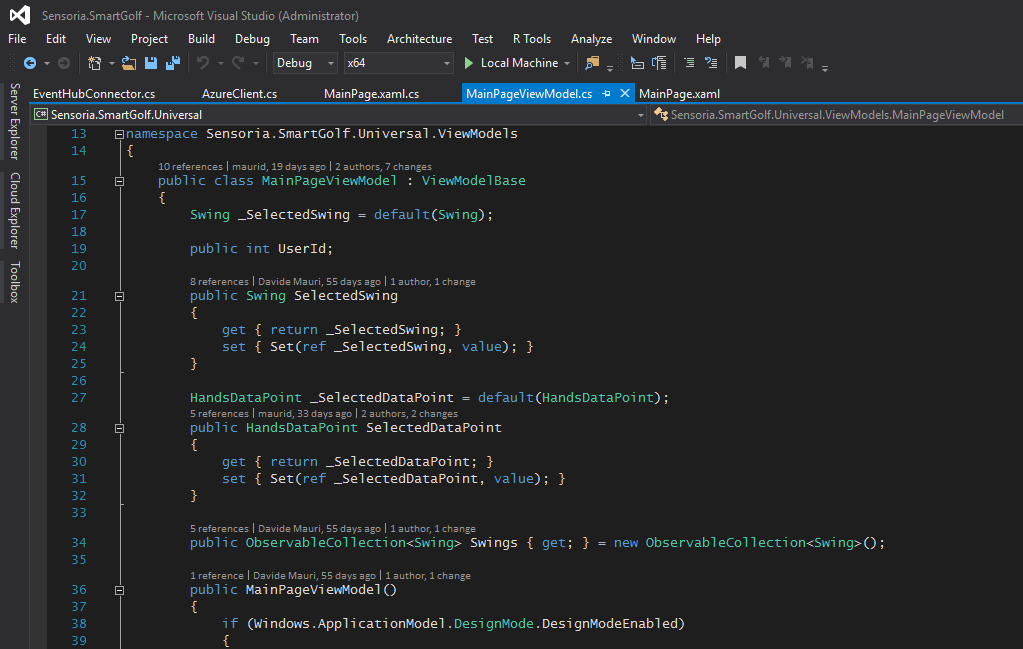 Sensoria.SmartGolf - Microsoft Visual Studio (Administrator)
File Edit View Project Build Debug Team Tools Architecture Test R Tools Analyze Window Help
Debug x64 Local Machine
EventHubConnector.cs AzureClient.cs MainPage.xaml.cs MainPageViewModel.cs MainPage.xaml
C# Sensoria.SmartGolf.Universal Sensoria.SmartGolf.Universal.ViewModels.MainPageViewModel
Server Explorer
Cloud Explorer
Toolbox
13 namespace Sensoria.SmartGolf.Universal.ViewModels
14 {
10 references | maurid, 19 days ago | 2 authors, 7 changes
15 public class MainPageViewModel : ViewModelBase
16 {
17 Swing _SelectedSwing = default(Swing);
18
19 public int UserId;
20
8 references | Davide Mauri, 55 days ago | 1 author, 1 change
21 public Swing SelectedSwing
22 {
23 get { return _SelectedSwing; }
24 set { Set(ref _SelectedSwing, value); }
25 }
26
27 HandsDataPoint _SelectedDataPoint = default(HandsDataPoint);
5 references | maurid, 33 days ago | 2 authors, 2 changes
28 public HandsDataPoint SelectedDataPoint
29 {
30 get { return _SelectedDataPoint; }
31 set { Set(ref _SelectedDataPoint, value); }
32 }
33
5 references | Davide Mauri, 55 days ago | 1 author, 1 change
34 public ObservableCollection<Swing> Swings { get; } = new ObservableCollection<Swing>();
35
1 reference | Davide Mauri, 55 days ago | 1 author, 1 change
36 public MainPageViewModel()
37 {
38 if (Windows.ApplicationModel.DesignMode.DesignModeEnabled)
39 {